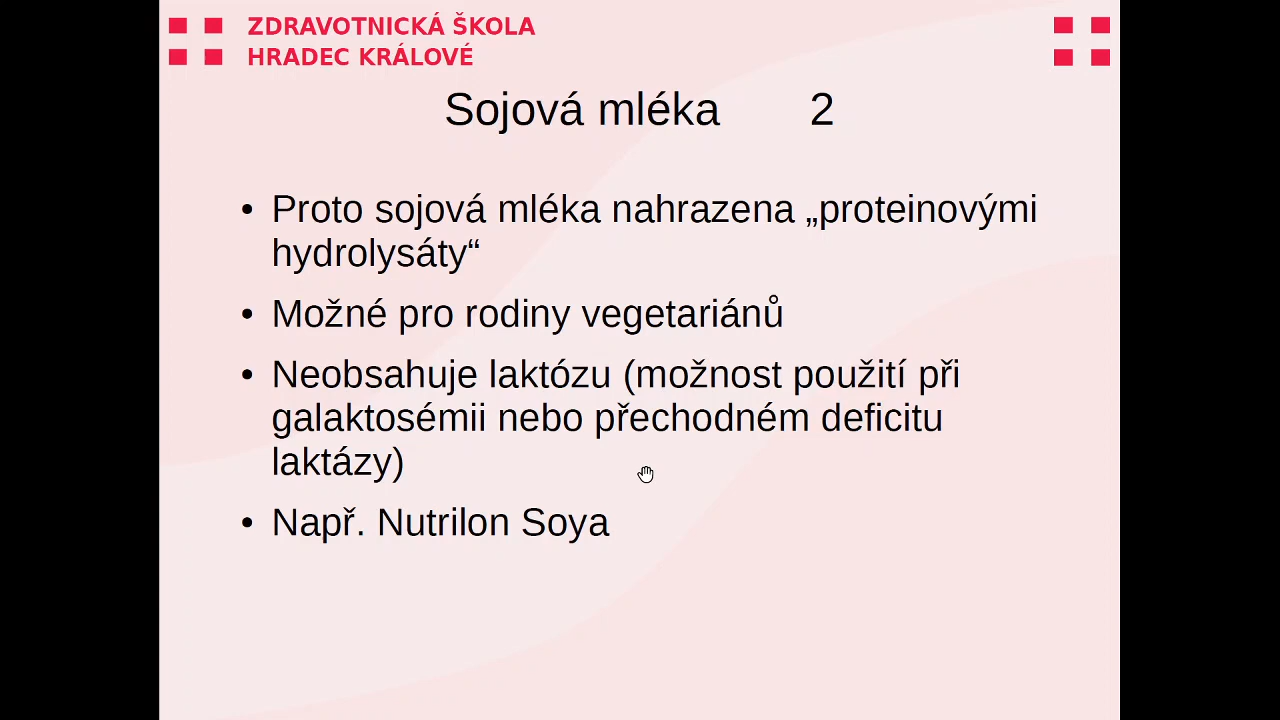 ZDRAVOTNICKÁ ŠKOLA
HRADEC KRÁLOVÉ
Sojová mléka 2
• Proto sojová mléka nahrazena „proteinovými
hydrolysáty“
• Možné pro rodiny vegetariánů
• Neobsahuje laktózu (možnost použití při
galaktosémii nebo přechodném deficitu
laktázy)
• Např. Nutrilon Soya